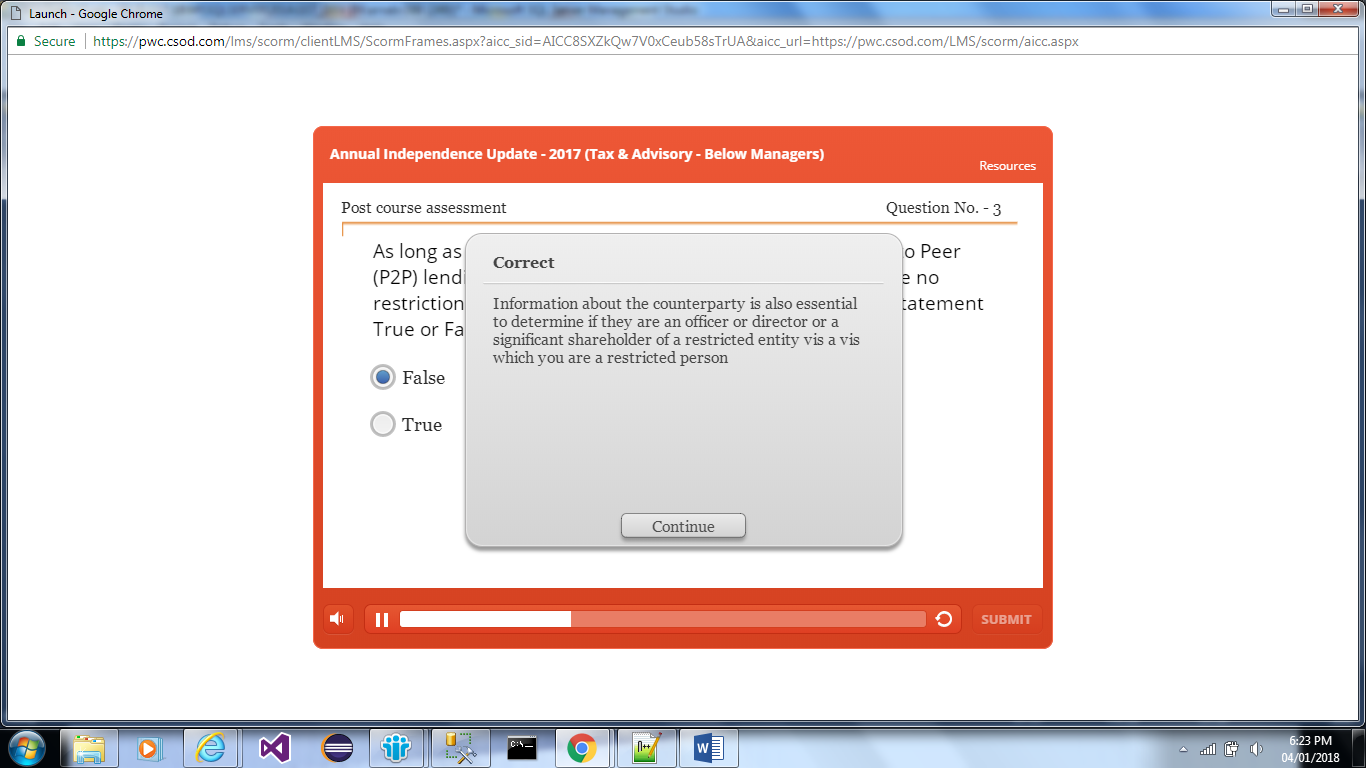 Launch - Google Chrome
Secure https://pwc.csod.com/lms/scorm/clientLMS/ScormFrames.aspx?aicc_sid=AICC8SXZkQw7V0xCeub58sTrUA&aicc_url=https://pwc.csod.com/LMS/scorm/aicc.aspx
Annual Independence Update - 2017 (Tax & Advisory - Below Managers)
Resources
Post course assessment Question No. - 3
As long as o Peer
(P2P) lendi e no
restriction tatement
True or Fa
Correct
Information about the counterparty is also essential
to determine if they are an officer or director or a
significant shareholder of a restricted entity vis a vis
which you are a restricted person
False
True
Continue
SUBMIT
6:23 PM
04/01/2018